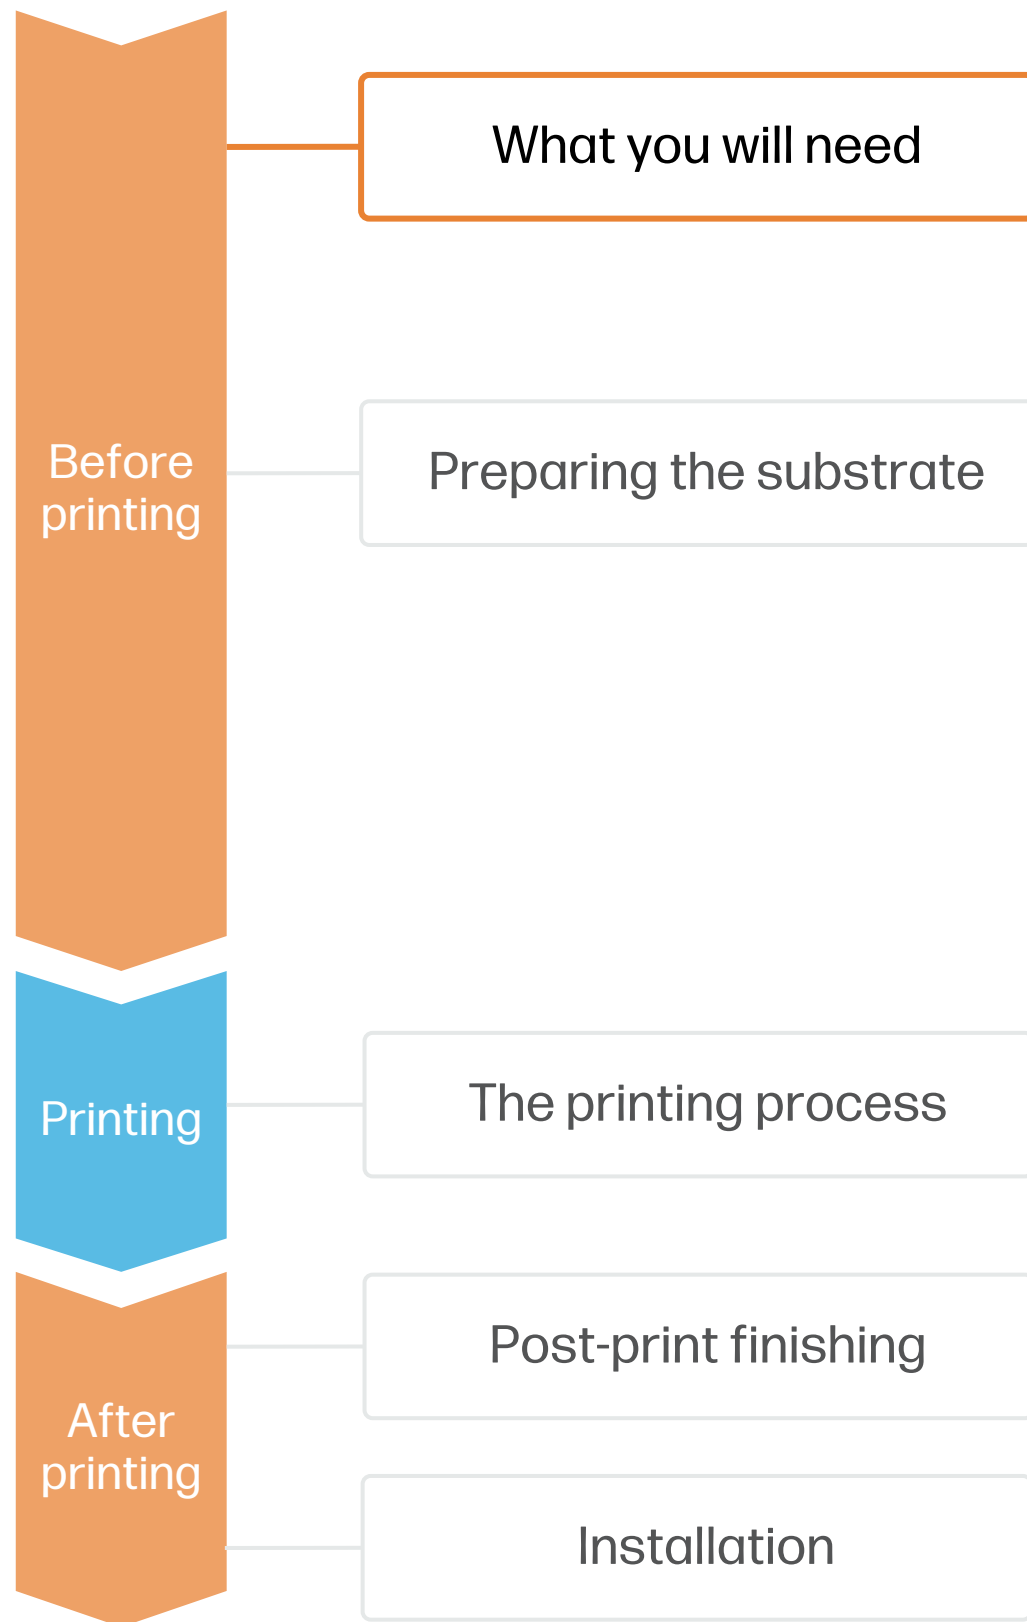 What you will need
Before
printing
Preparing the substrate
Printing
The printing process
Post-print finishing
After
printing
Installation